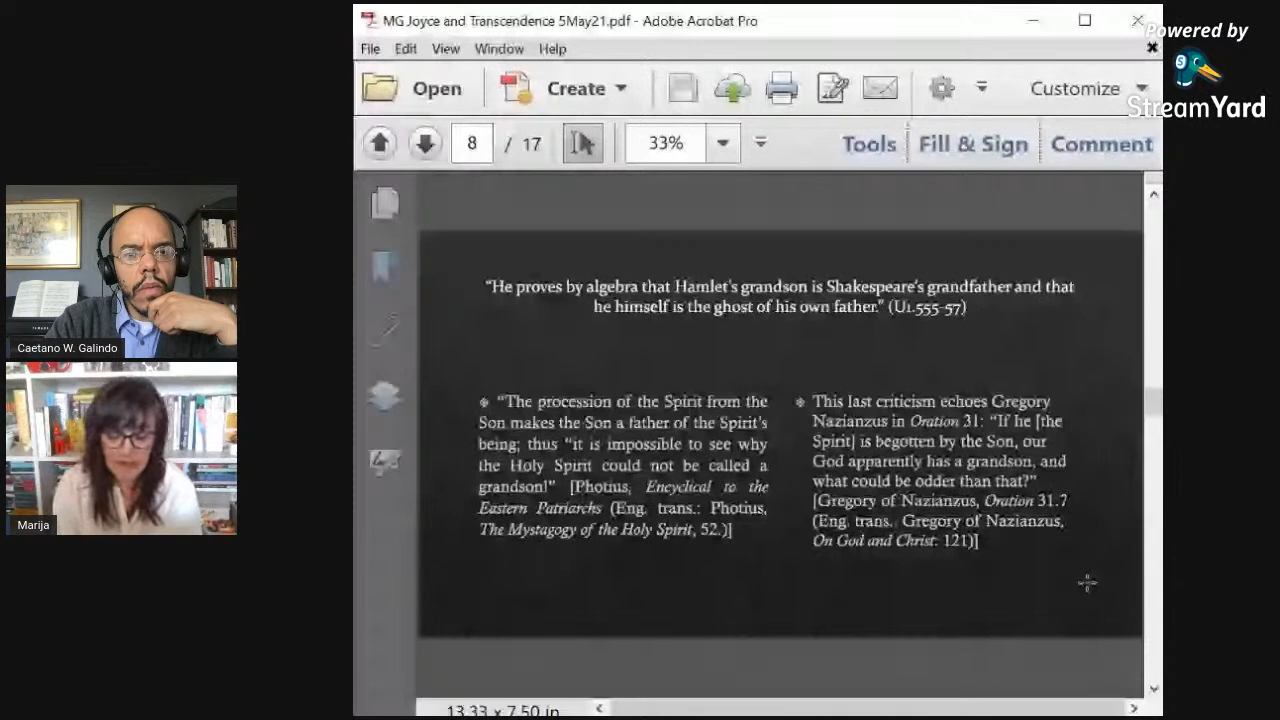 MG Joyce and Transcendence 5May21.pdf - Adobe Acrobat Pro
Powered by
StreamYard
File Edit View Window Help
Open Create Customize
8 / 17 33% Tools Fill & Sign Comment
"He proves by algebra that Hamlet's grandson is Shakespeare's grandfather and that
he himself is the ghost of his own father." (U1.555-57)
"The procession of the Spirit from the
Son makes the Son a father of the Spirit's
being; thus "it is impossible to see why
the Holy Spirit could not be called a
grandson!" [Photius, Encyclical to the
Eastern Patriarchs (Eng. trans.: Photius,
The Mystagogy of the Holy Spirit, 52.)]
This last criticism echoes Gregory
Nazianzus in Oration 31: "If he [the
Spirit] is begotten by the Son, our
God apparently has a grandson, and
what could be odder than that?"
[Gregory of Nazianzus, Oration 31.7
(Eng. trans. Gregory of Nazianzus,
On God and Christ: 121)]
Caetano W. Galindo
Marija
13.33 x 7.50 in